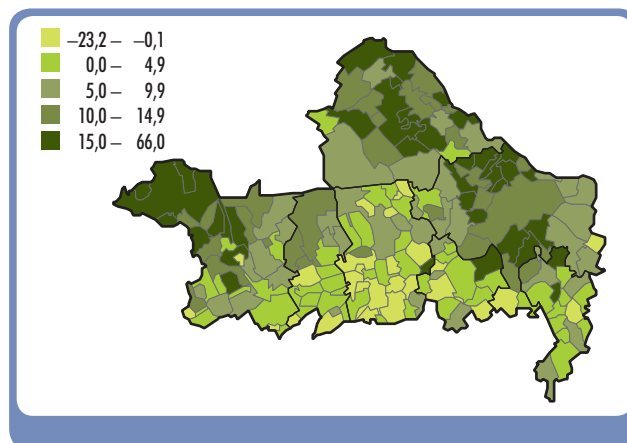 –23,2 – –0,1
0,0 – 4,9
5,0 – 9,9
10,0 – 14,9
15,0 – 66,0